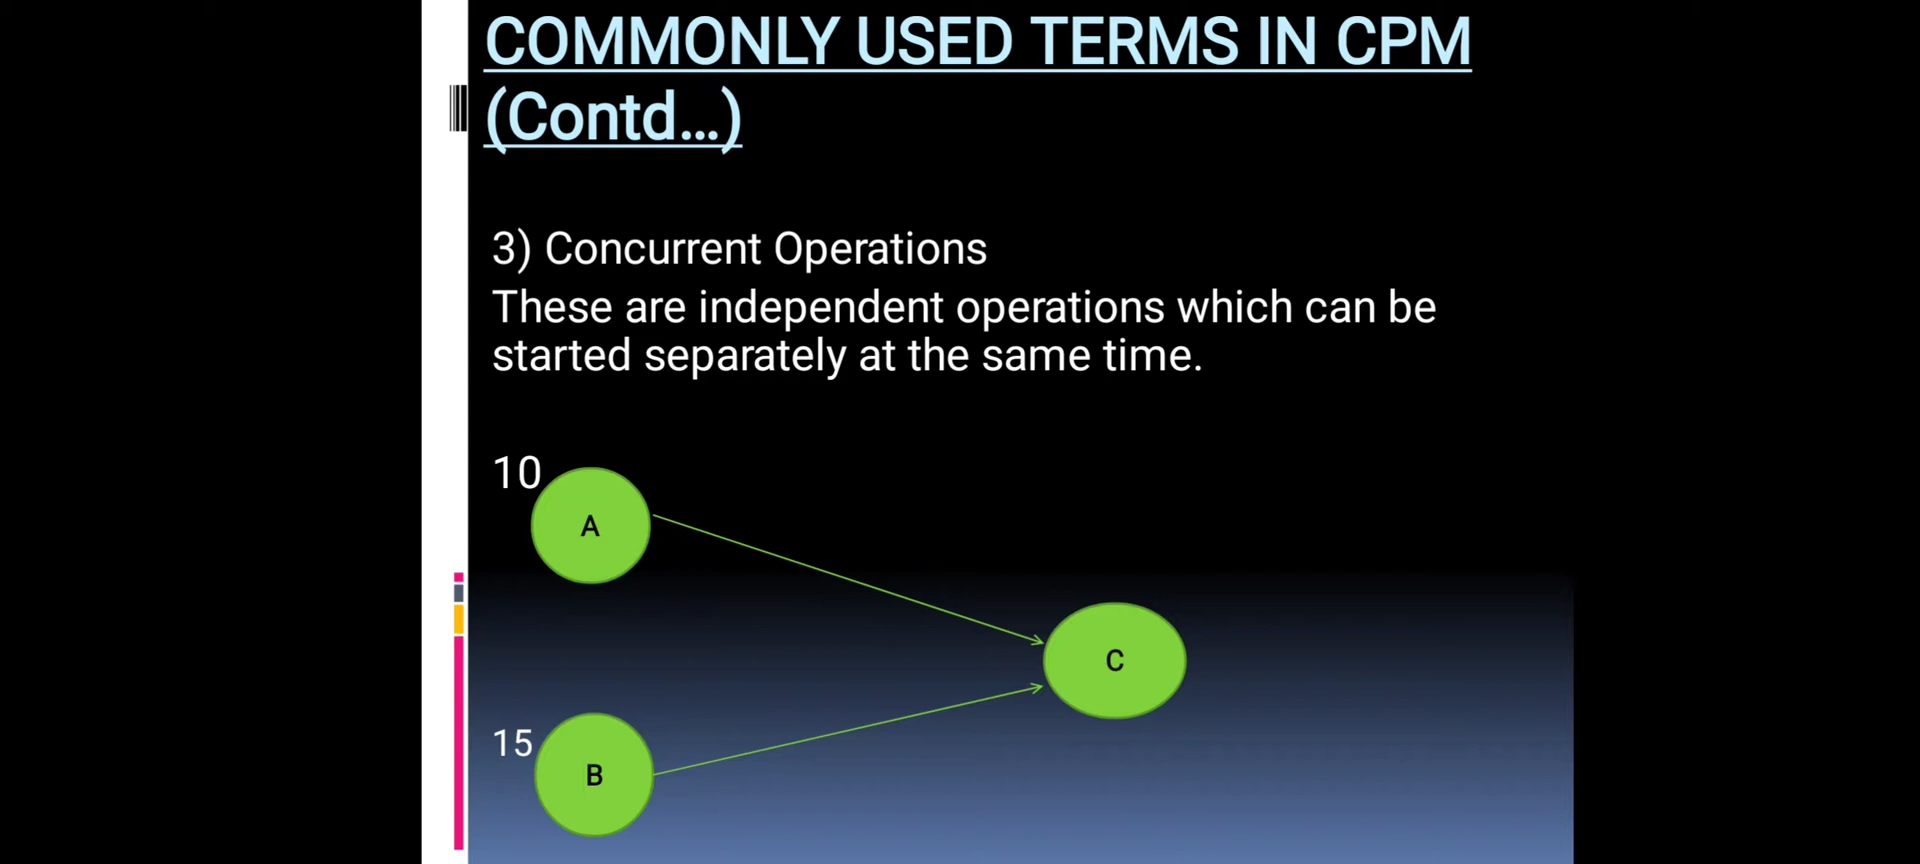 COMMONLY USED TERMS IN CPM
(Contd...)
3) Concurrent Operations
These are independent operations which can be
started separately at the same time.
10
A
C
15
B